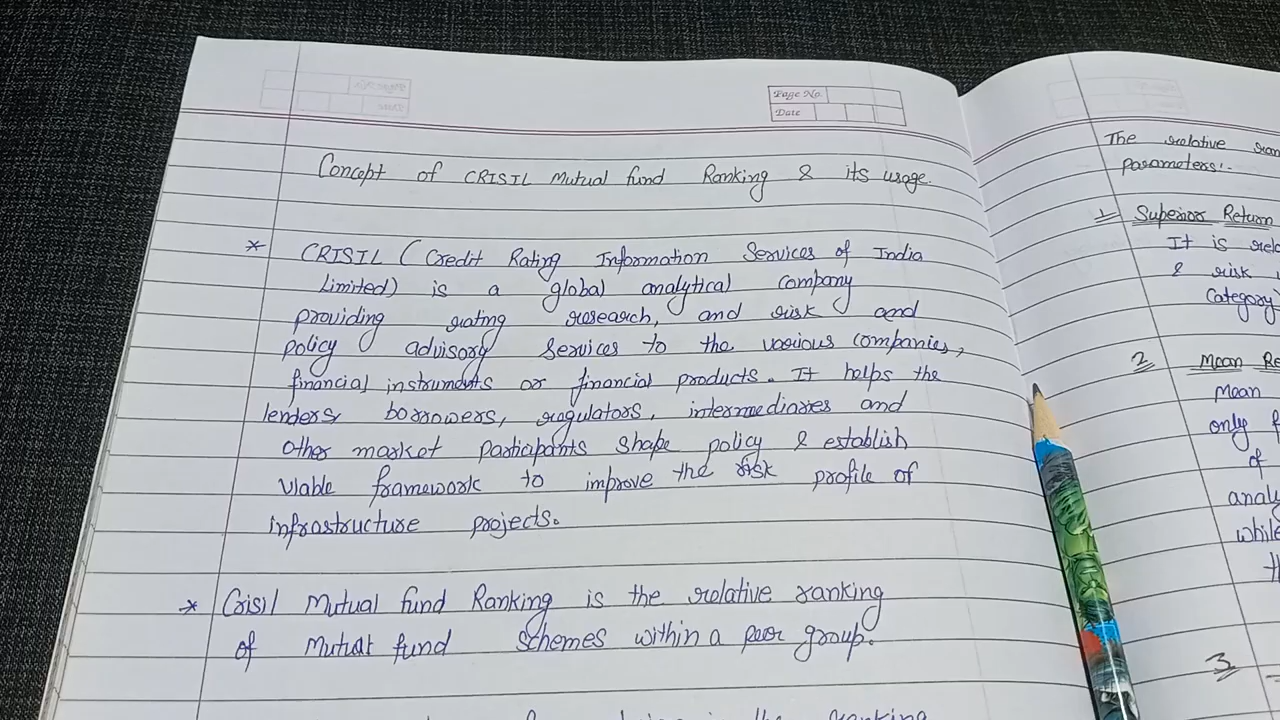 Page No.
Date
Concept of CRISIL Mutual fund Ranking & its usage.
* CRISIL (Credit Rating Information Services of India
Limited) is a global analytical company
providing rating research, and risk and
policy advisory services to the various companies,
financial instruments or financial products. It helps the
lenders, borrowers, regulators, intermediaries and
other market participants shape policy & establish
viable framework to improve the risk profile of
infrastructure projects.
* Crisil Mutual fund Ranking is the relative ranking
of Mutual fund schemes within a peer group.
in the ranking
The relative
parameters:-
1 Superior Return
It is
& risk
Category)
2 Mean
Mean
only
of
while
3